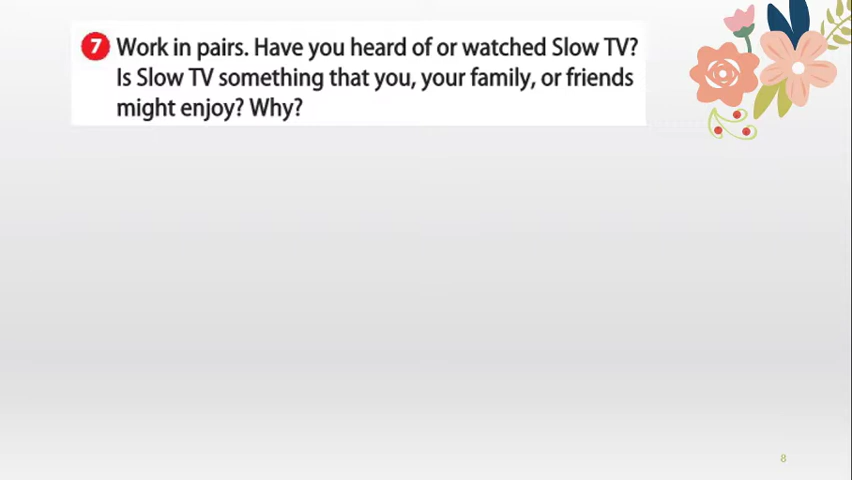 7 Work in pairs. Have you heard of or watched Slow TV?
Is Slow TV something that you, your family, or friends
might enjoy? Why?
8